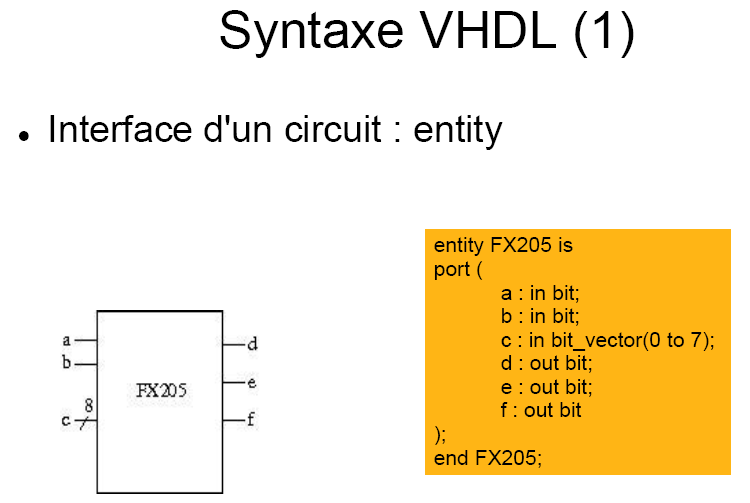 Syntaxe VHDL (1)
• Interface d'un circuit : entity
a
b
8
c
FX205
d
e
f
entity FX205 is
port (
a : in bit;
b : in bit;
c : in bit_vector(0 to 7);
d : out bit;
e : out bit;
f : out bit
);
end FX205;